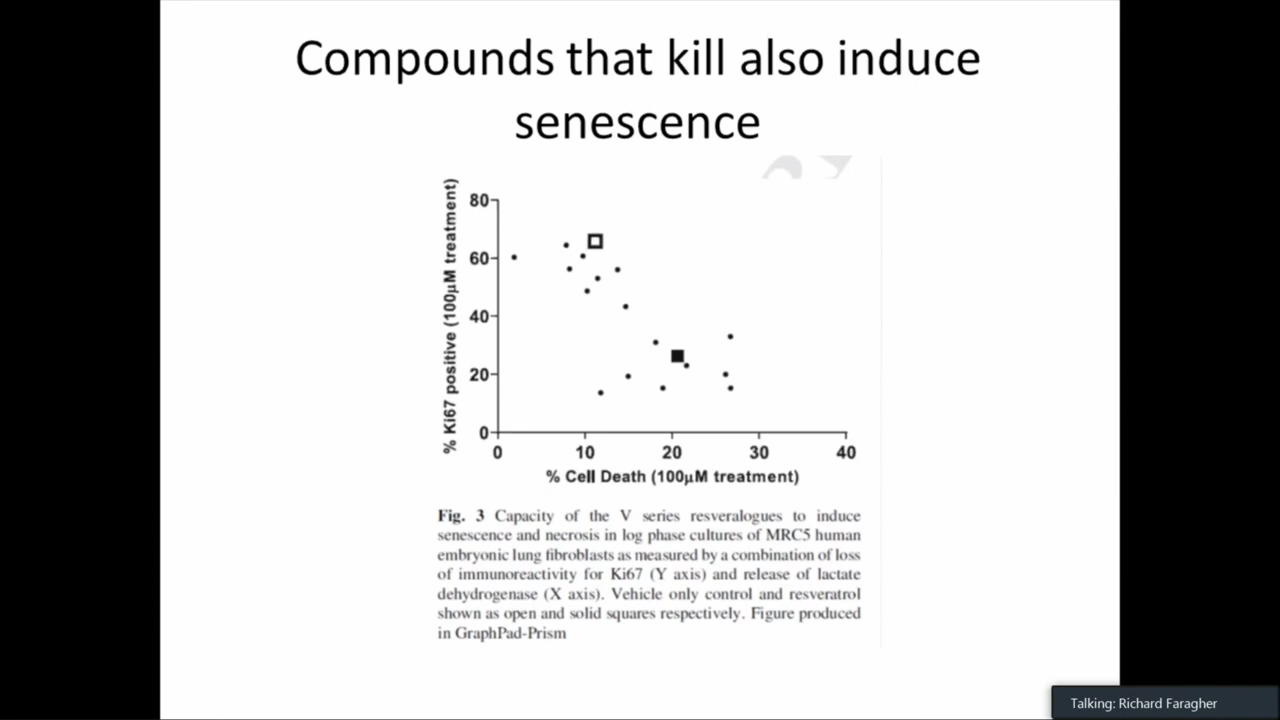 Compounds that kill also induce
senescence
% Ki67 positive (100µM treatment)
80
60
40
20
0
0 10 20 30 40
% Cell Death (100µM treatment)
Fig. 3 Capacity of the V series resveralogues to induce
senescence and necrosis in log phase cultures of MRC5 human
embryonic lung fibroblasts as measured by a combination of loss
of immunoreactivity for Ki67 (Y axis) and release of lactate
dehydrogenase (X axis). Vehicle only control and resveratrol
shown as open and solid squares respectively. Figure produced
in GraphPad-Prism
Talking: Richard Faragher